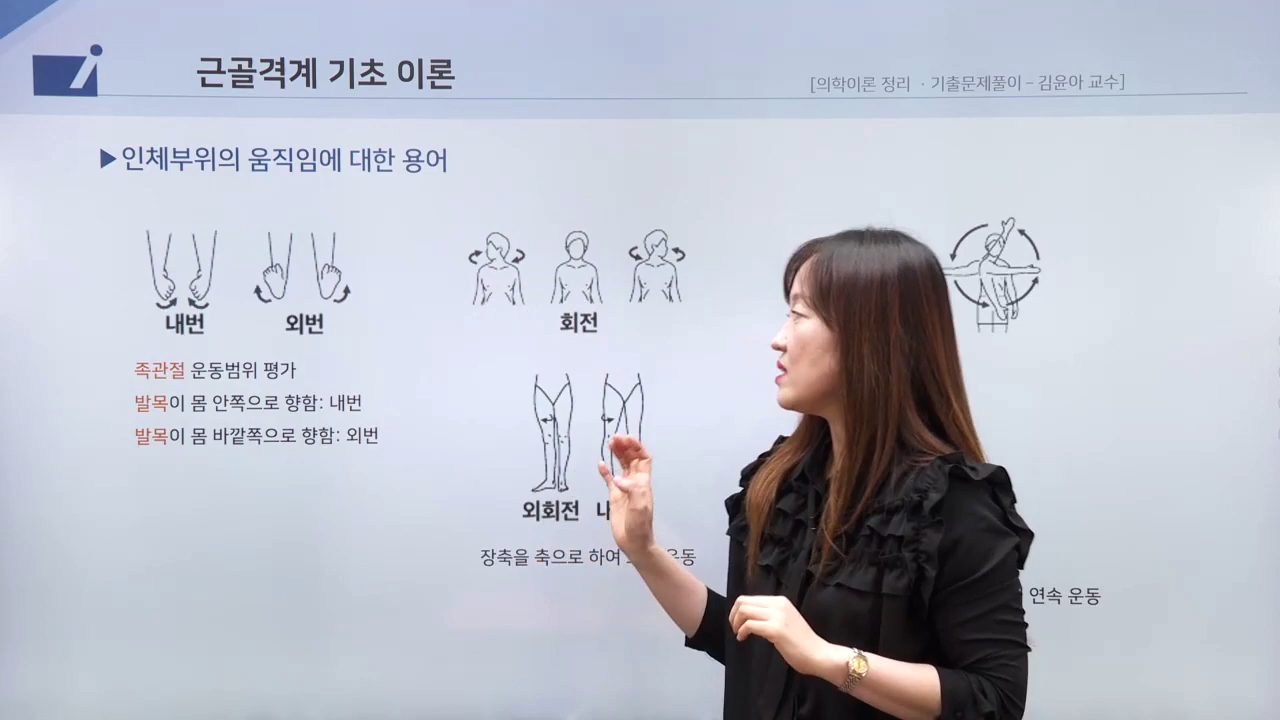 근골격계 기초 이론
[의학이론 정리 · 기출문제풀이 – 김윤아 교수]
▶인체부위의 움직임에 대한 용어
내번
외번
회전
족관절 운동범위 평가
발목이 몸 안쪽으로 향함: 내번
발목이 몸 바깥쪽으로 향함: 외번
외회전
장축을 축으로 하여
운동
연속 운동